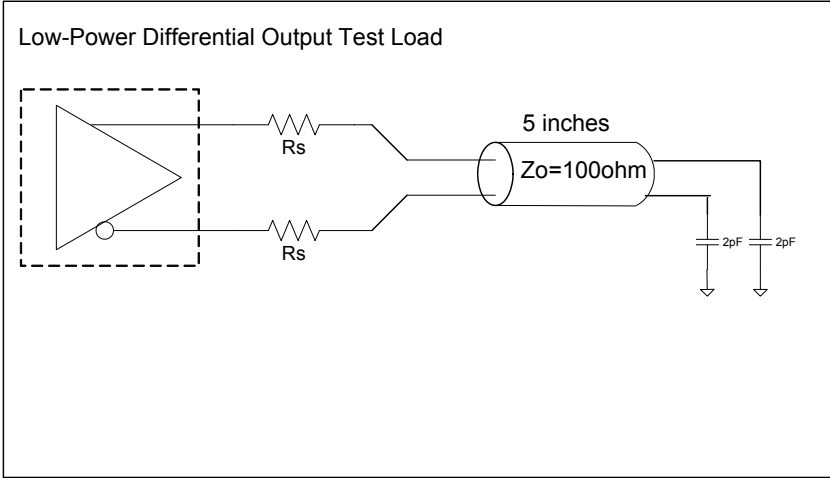 Low-Power Differential Output Test Load
5 inches
Rs
Zo=100ohm
Rs
2pF 2pF